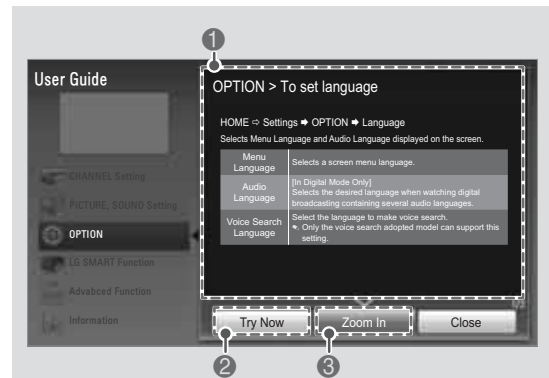 1
User Guide
OPTION > To set language
HOME ⇨ Settings ➡ OPTION ➡ Language
Selects Menu Language and Audio Language displayed on the screen.
Menu
Language
Selects a screen menu language.
Audio
Language
[In Digital Mode Only]
Selects the desired language when watching digital
broadcasting containing several audio languages.
Voice Search
Language
Select the language to make voice search.
. Only the voice search adopted model can support this
setting.
CHANNEL Setting
PICTURE, SOUND Setting
OPTION
LG SMART Function
Advabced Function
Information
Try Now
Zoom In
Close
2
3